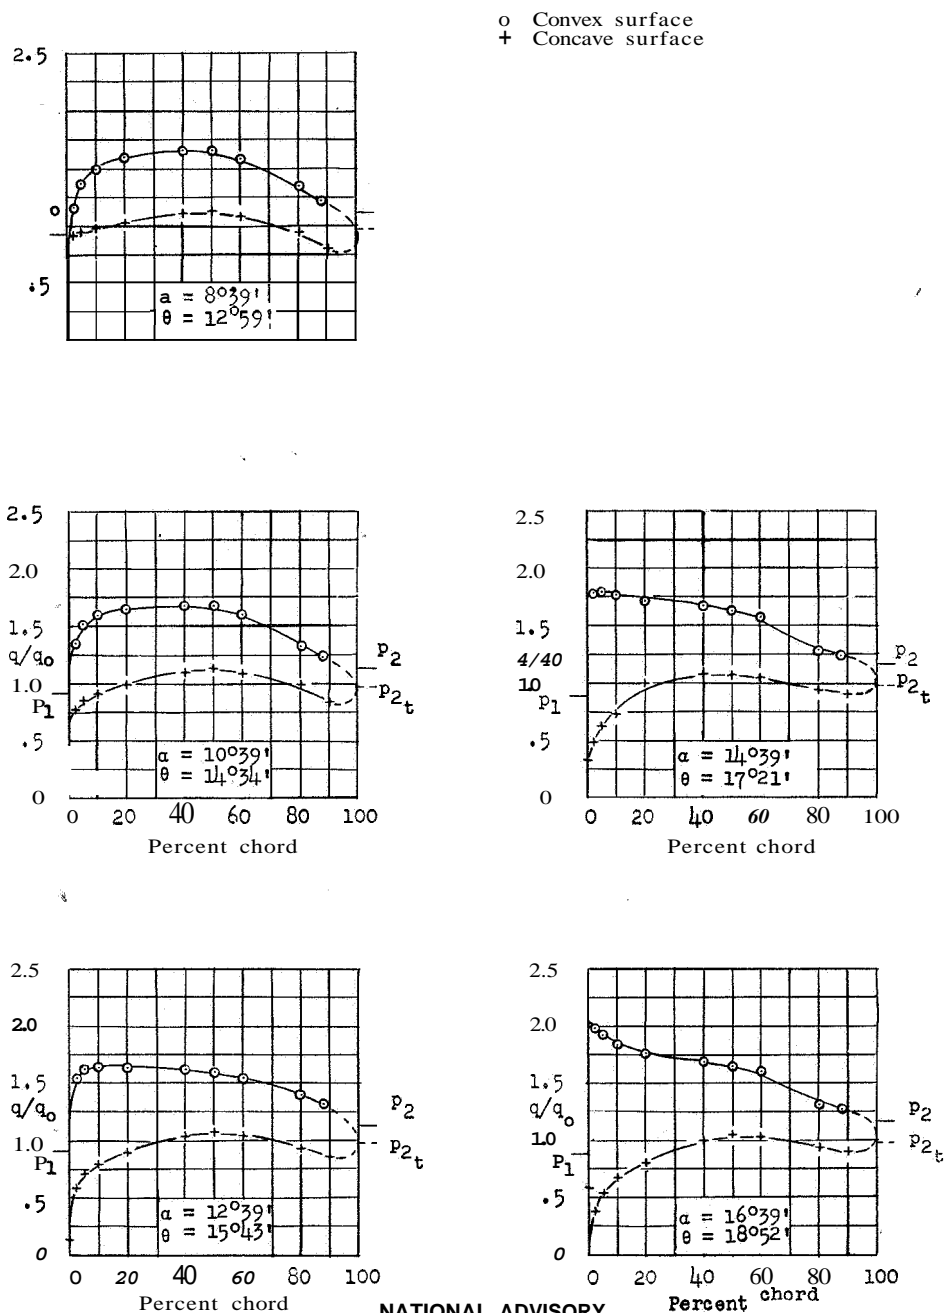 o Convex surface
+ Concave surface
2.5
o
.5
a = 8°39'
θ = 12°59'
2.5
2.0
1.5
q/q₀
1.0
P₁
.5
0
p₂
p₂ₜ
α = 10°39'
θ = 14°34'
0 20 40 60 80 100
Percent chord
2.5
2.0
1.5
4/40
1.0
p₁
.5
0
p₂
p₂ₜ
α = 14°39'
θ = 17°21'
0 20 40 60 80 100
Percent chord
2.5
2.0
1.5
q/q₀
1.0
P₁
.5
0
p₂
p₂ₜ
α = 12°39'
θ = 15°43'
0 20 40 60 80 100
Percent chord
2.5
2.0
1.5
q/q₀
1.0
P₁
.5
0
p₂
p₂ₜ
α = 16°39'
θ = 18°52'
0 20 40 60 80 100
Percent chord
NATIONAL ADVISORY